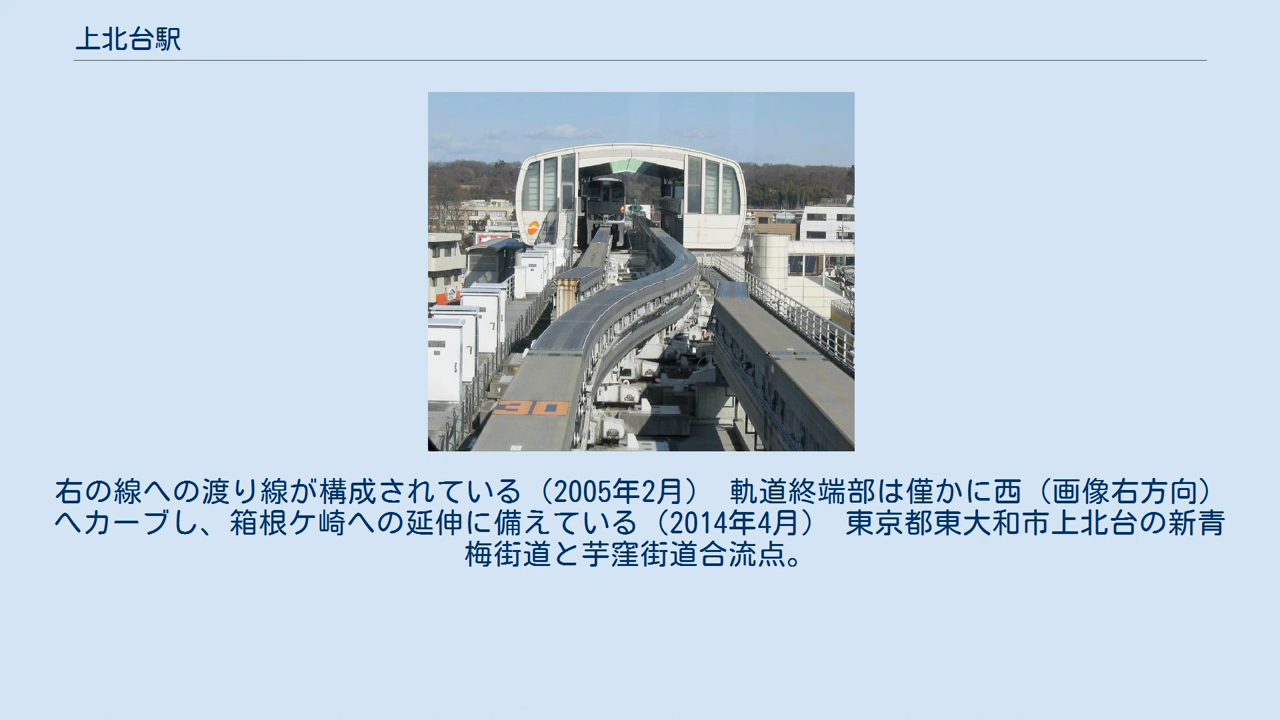 上北台駅
30
右の線への渡り線が構成されている（2005年2月） 軌道終端部は僅かに西（画像右方向）
へカーブし、箱根ケ崎への延伸に備えている（2014年4月） 東京都東大和市上北台の新青
梅街道と芋窪街道合流点。